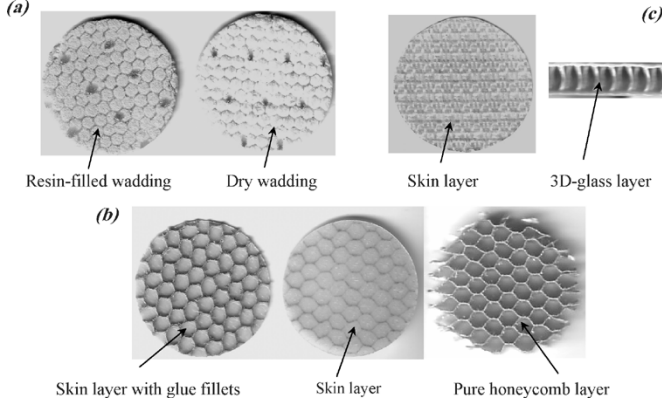 (a)
(c)
Resin-filled wadding
Dry wadding
Skin layer
3D-glass layer
(b)
Skin layer with glue fillets
Skin layer
Pure honeycomb layer